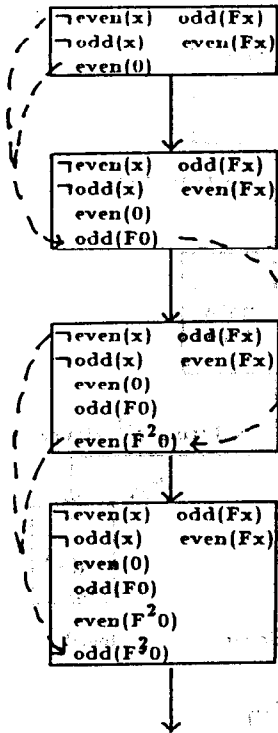 ¬even(x) odd(Fx)
¬odd(x) even(Fx)
even(0)
¬even(x) odd(Fx)
¬odd(x) even(Fx)
even(0)
odd(F0)
¬even(x) odd(Fx)
¬odd(x) even(Fx)
even(0)
odd(F0)
even(F²0)
¬even(x) odd(Fx)
¬odd(x) even(Fx)
even(0)
odd(F0)
even(F²0)
odd(F³0)